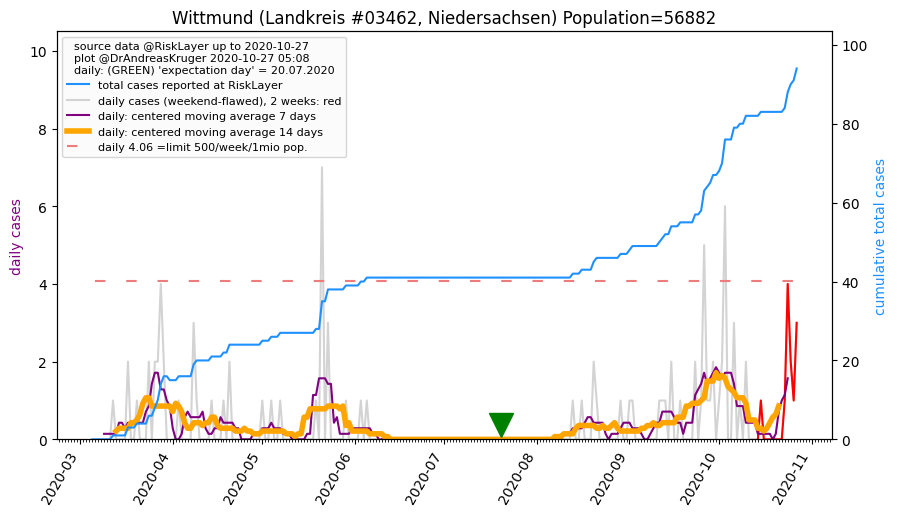 Wittmund (Landkreis #03462, Niedersachsen) Population=56882
source data @RiskLayer up to 2020-10-27
plot @DrAndreasKruger 2020-10-27 05:08
daily: (GREEN) 'expectation day' = 20.07.2020
total cases reported at RiskLayer
daily cases (weekend-flawed), 2 weeks: red
daily: centered moving average 7 days
daily: centered moving average 14 days
daily 4.06 =limit 500/week/1mio pop.
daily cases
10
8
6
4
2
0
100
80
60
40
20
0
cumulative total cases
2020-03
2020-04
2020-05
2020-06
2020-07
2020-08
2020-09
2020-10
2020-11